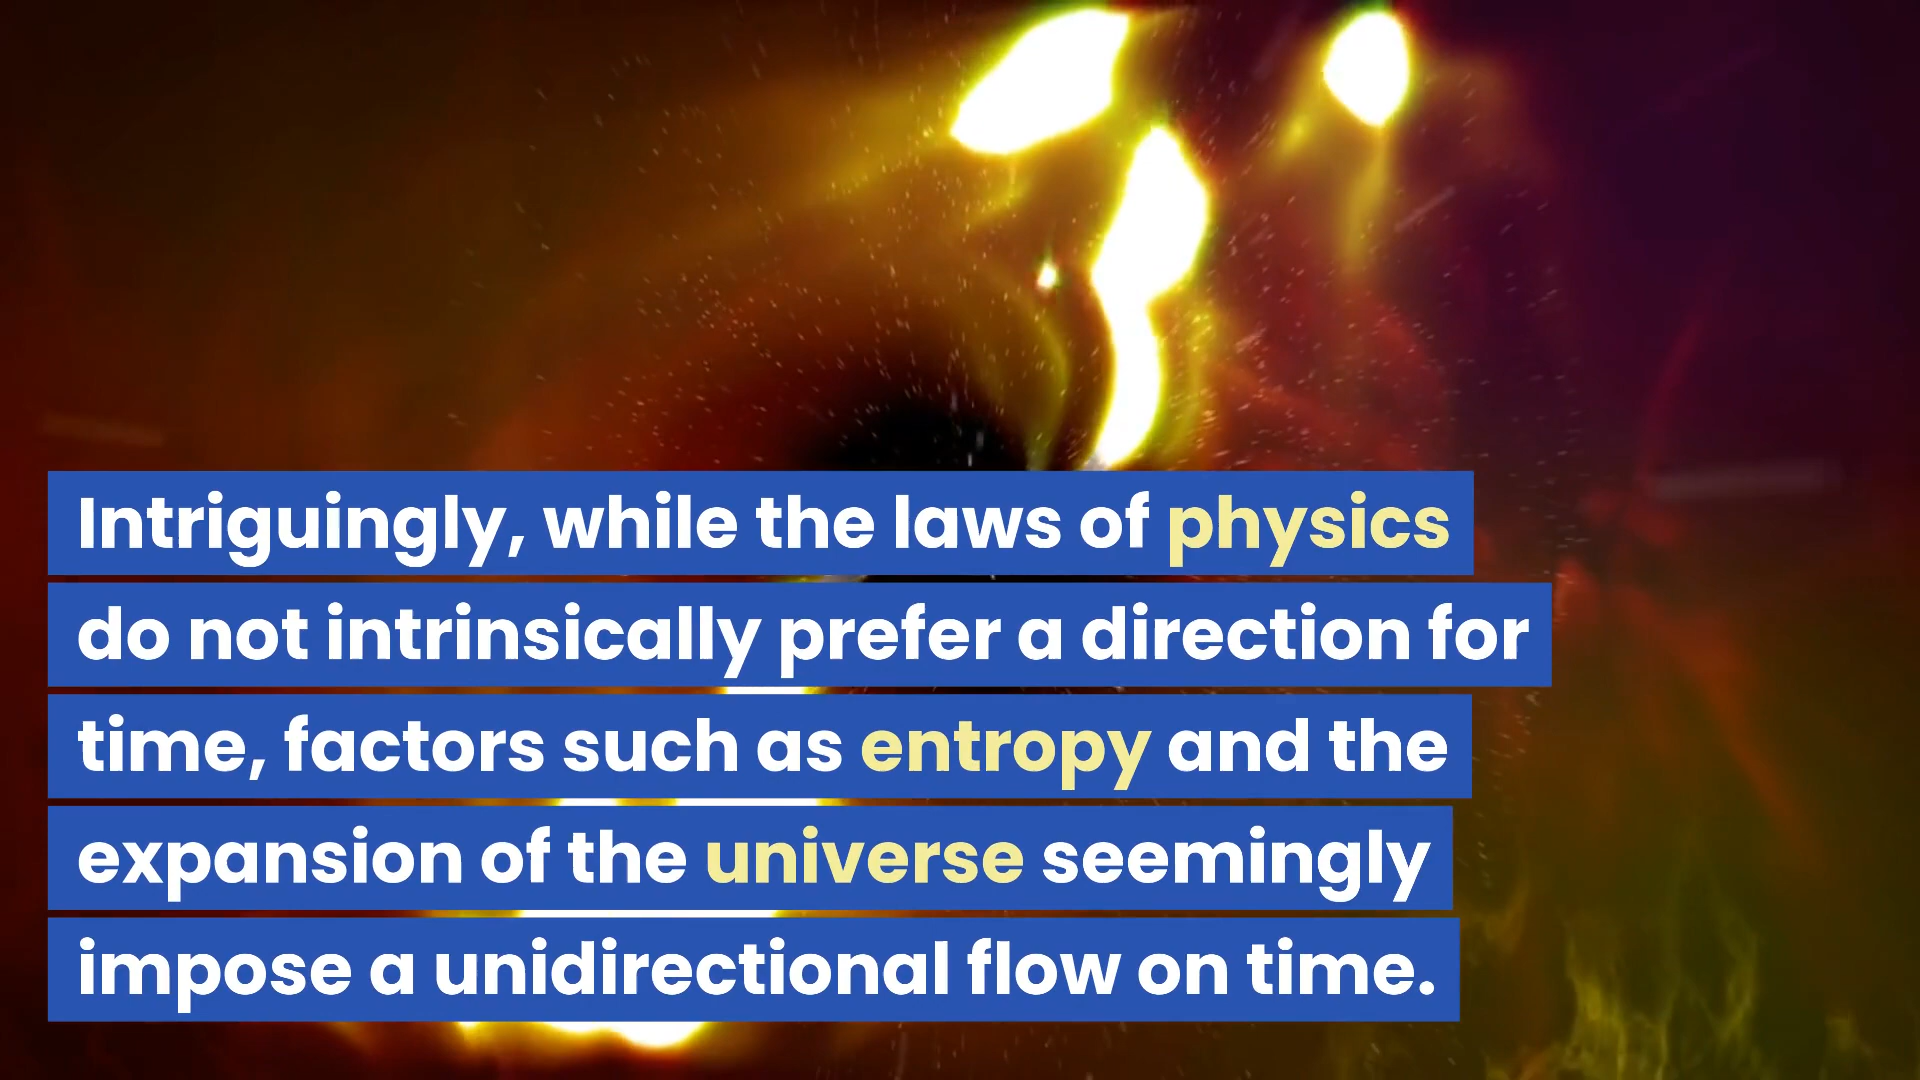 Intriguingly, while the laws of physics
do not intrinsically prefer a direction for
time, factors such as entropy and the
expansion of the universe seemingly
impose a unidirectional flow on time.